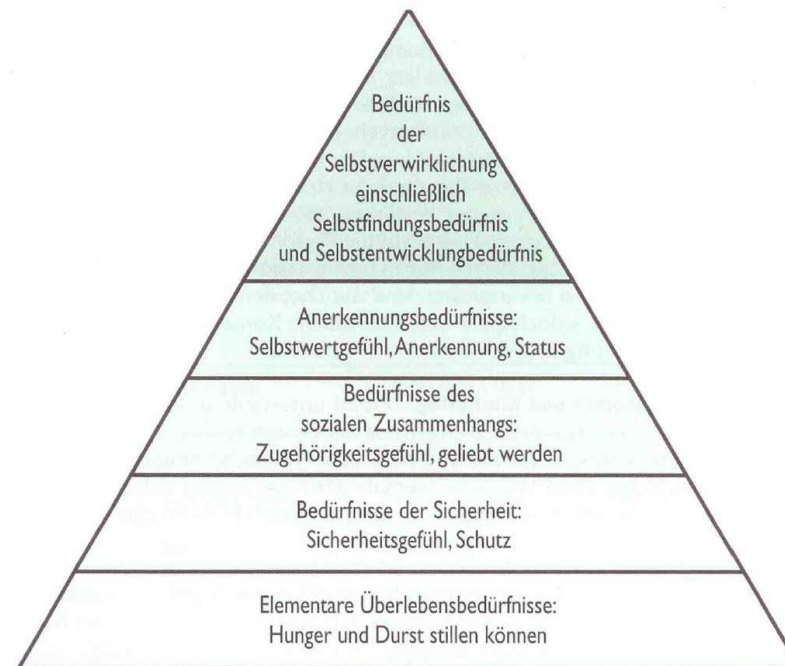 Bedürfnis
der
Selbstverwirklichung
einschließlich
Selbstfindungsbedürfnis
und Selbstentwicklungbedürfnis
Anerkennungsbedürfnisse:
Selbstwertgefühl, Anerkennung, Status
Bedürfnisse des
sozialen Zusammenhangs:
Zugehörigkeitsgefühl, geliebt werden
Bedürfnisse der Sicherheit:
Sicherheitsgefühl, Schutz
Elementare Überlebensbedürfnisse:
Hunger und Durst stillen können